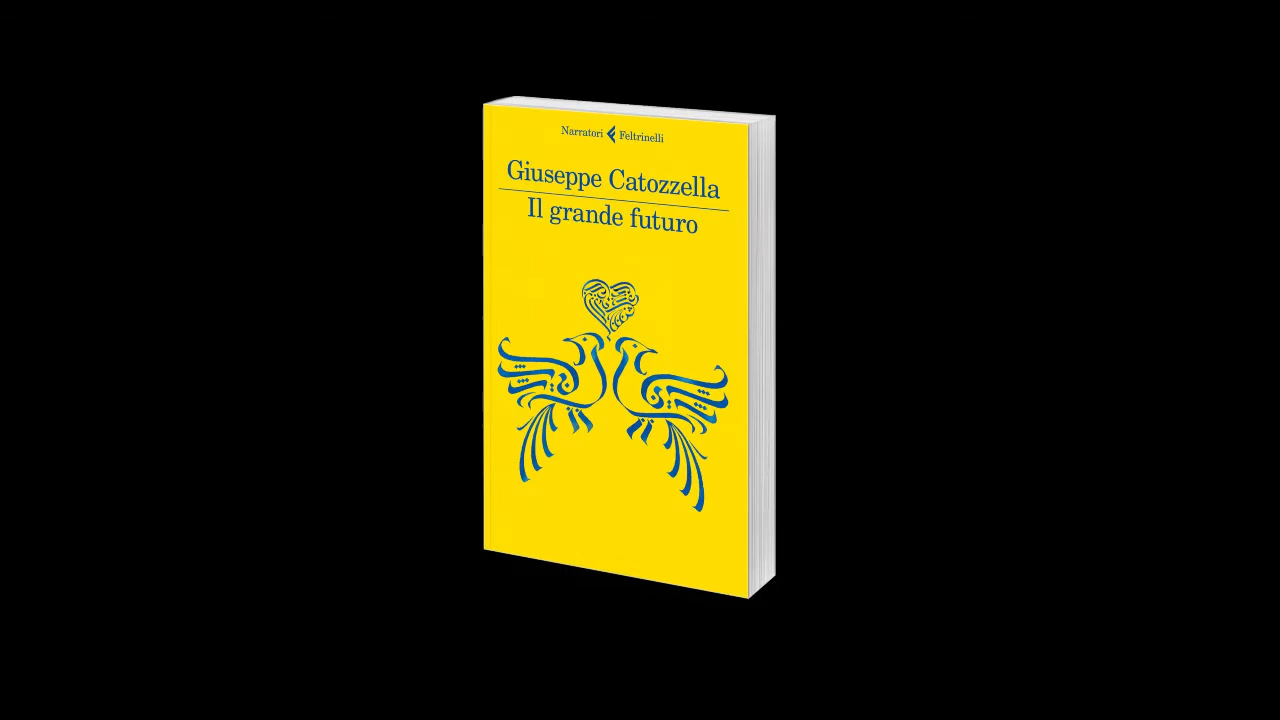 Narratori Feltrinelli
Giuseppe Catozzella
Il grande futuro